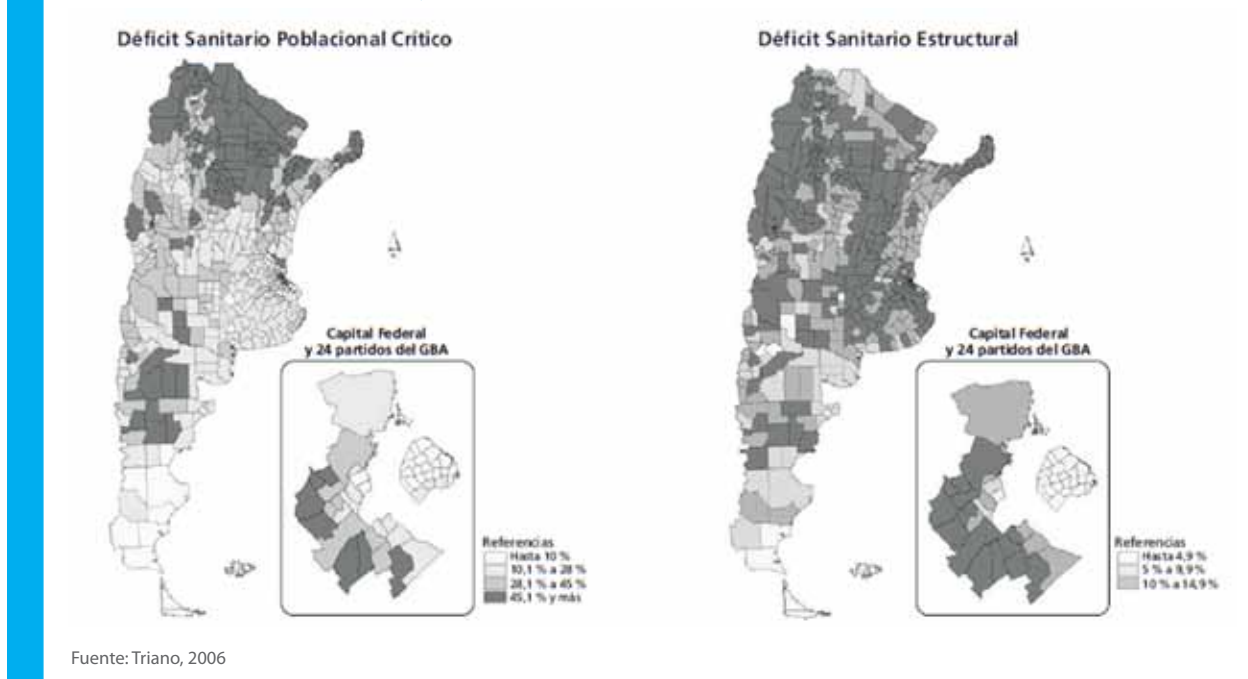 Déficit Sanitario Poblacional Crítico
Capital Federal
y 24 partidos del GBA
Referencias
Hasta 10 %
10,1 % a 28 %
28,1 % a 45 %
45,1 % y más
Déficit Sanitario Estructural
Capital Federal
y 24 partidos del GBA
Referencias
Hasta 4,9 %
5 % a 9,9 %
10 % a 14,9 %
Fuente: Triano, 2006